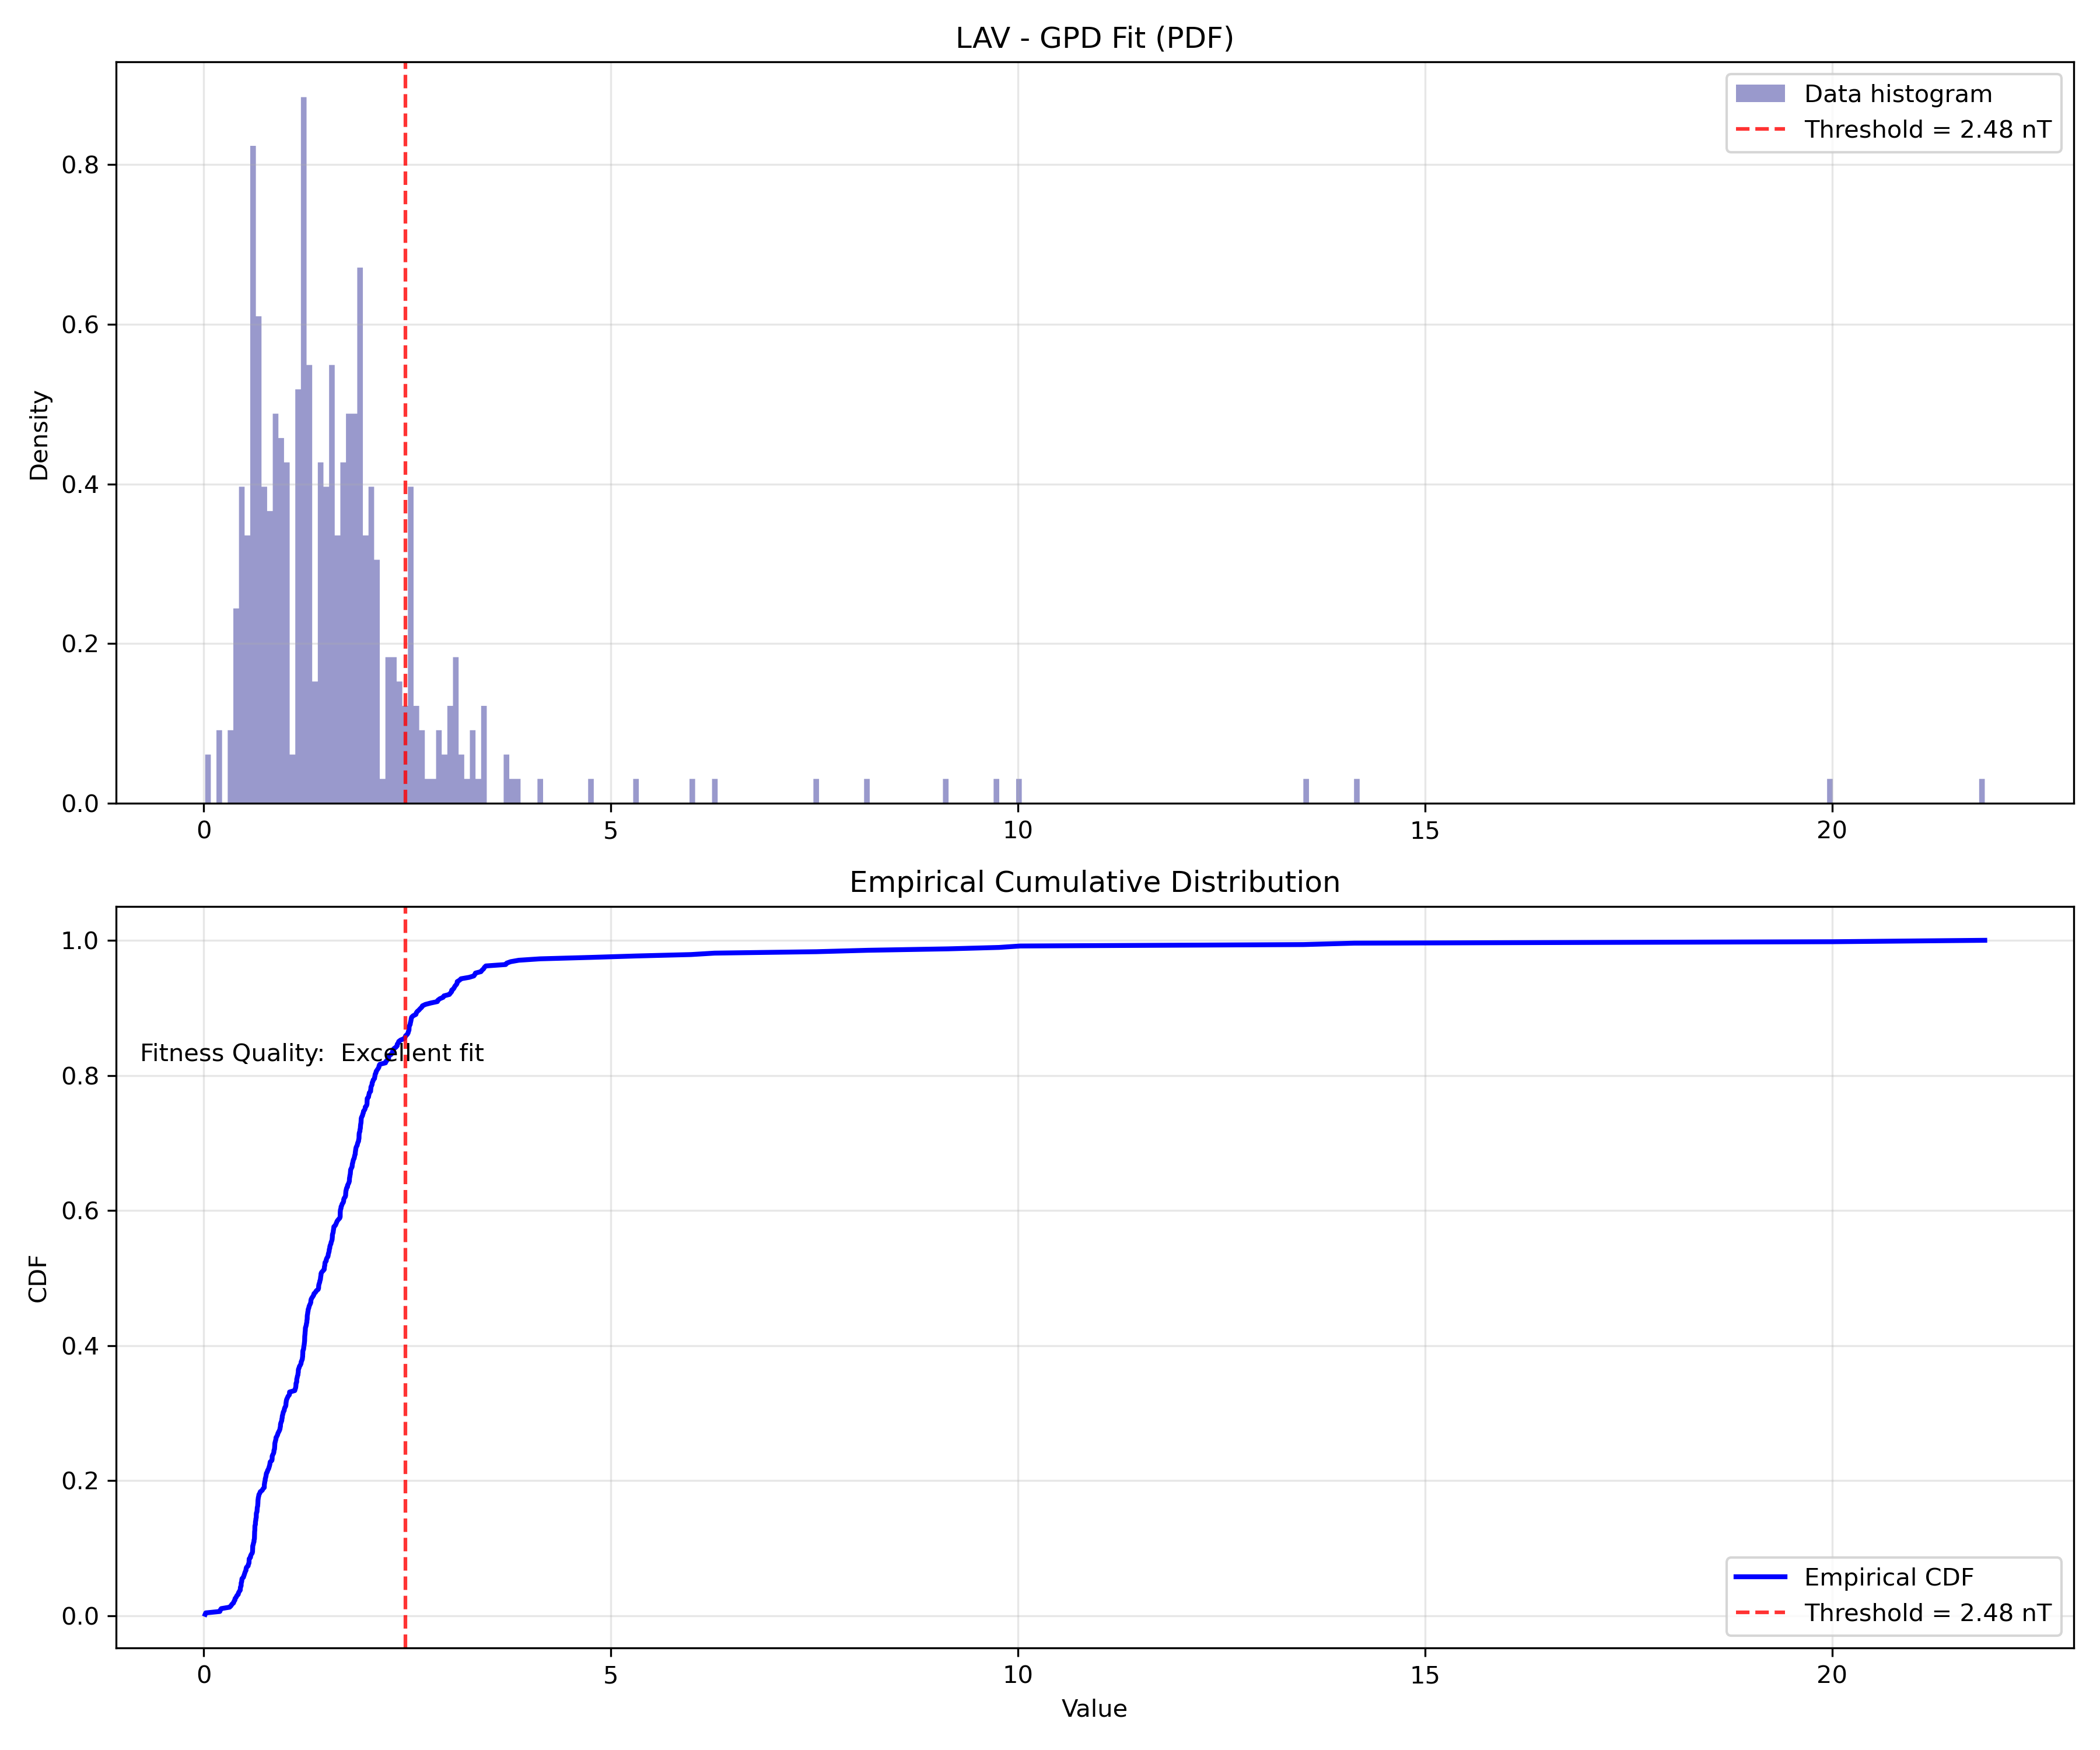 LAV - GPD Fit (PDF)
Data histogram
Threshold = 2.48 nT
Density
0.8
0.6
0.4
0.2
0.0
0
5
10
15
20
Empirical Cumulative Distribution
Fitness Quality:  Excellent fit
CDF
1.0
0.8
0.6
0.4
0.2
0.0
Empirical CDF
Threshold = 2.48 nT
0
5
10
15
20
Value